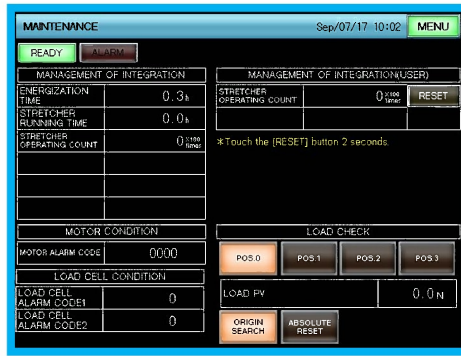 MAINTENANCE
Sep/07/17 10:02
MENU
READY
ALARM
MANAGEMENT OF INTEGRATION
ENERGIZATION TIME
0.3h
STRETCHER RUNNING TIME
0.0h
STRETCHER OPERATING COUNT
0 X100 times
MANAGEMENT OF INTEGRATION(USER)
STRETCHER OPERATING COUNT
0 X100 times
RESET
*Touch the [RESET] button 2 seconds.
MOTOR CONDITION
MOTOR ALARM CODE
0000
LOAD CELL CONDITION
LOAD CELL ALARM CODE1
0
LOAD CELL ALARM CODE2
0
LOAD CHECK
POS.0
POS.1
POS.2
POS.3
LOAD PV
0.0 N
ORIGIN SEARCH
ABSOLUTE RESET